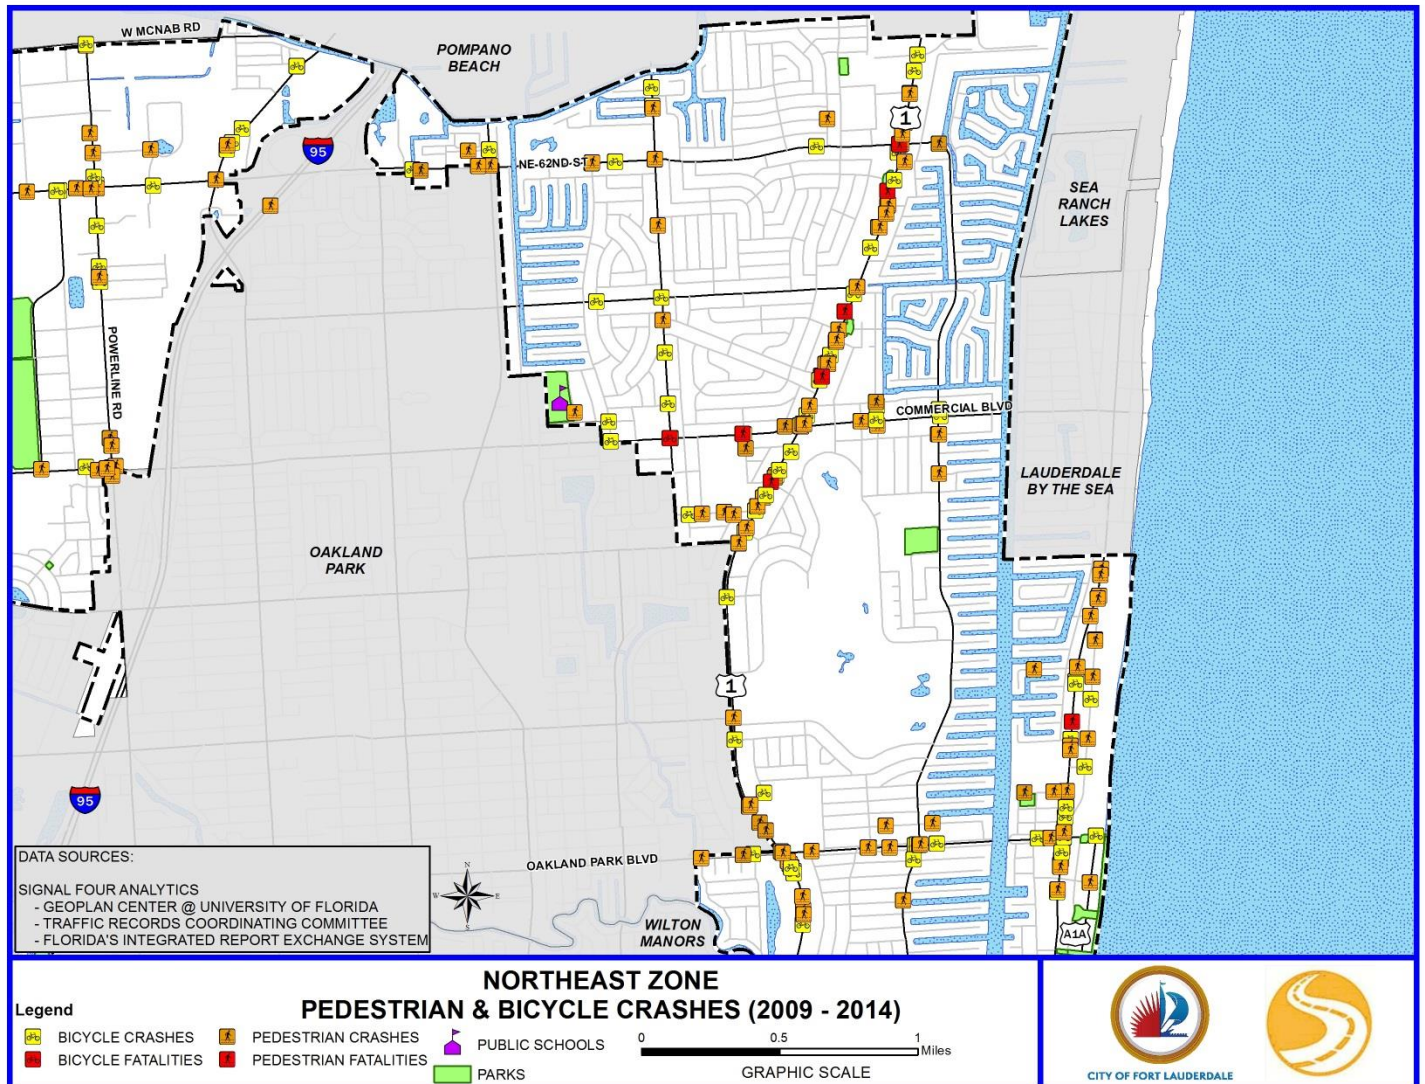 W MCNAB RD
POMPANO
BEACH
1
95
NE 62ND ST
SEA
RANCH
LAKES
POWERLINE RD
COMMERCIAL BLVD
LAUDERDALE
BY THE SEA
OAKLAND
PARK
1
95
OAKLAND PARK BLVD
WILTON
MANORS
A1A
DATA SOURCES:
SIGNAL FOUR ANALYTICS
- GEOPLAN CENTER @ UNIVERSITY OF FLORIDA
- TRAFFIC RECORDS COORDINATING COMMITTEE
- FLORIDA'S INTEGRATED REPORT EXCHANGE SYSTEM
N
W E
S
NORTHEAST ZONE
PEDESTRIAN & BICYCLE CRASHES (2009 - 2014)
Legend
BICYCLE CRASHES
BICYCLE FATALITIES
PEDESTRIAN CRASHES
PEDESTRIAN FATALITIES
PUBLIC SCHOOLS
PARKS
0 0.5 1
Miles
GRAPHIC SCALE
CITY OF FORT LAUDERDALE